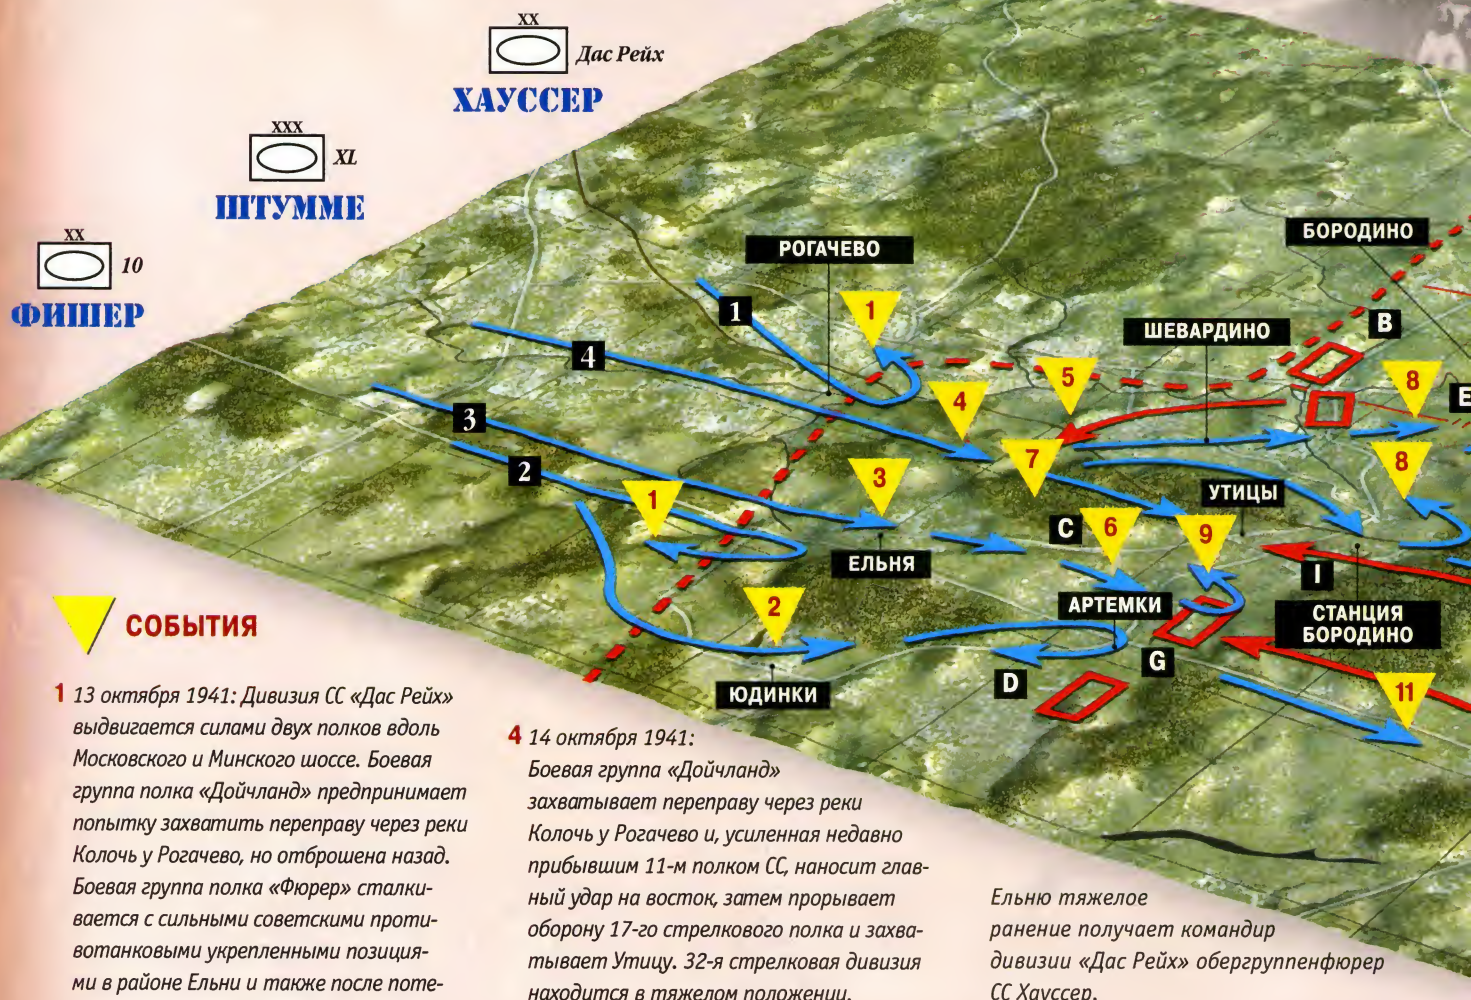 XX
Дас Рейх
ХАУССЕР
XXX
XL
ШТУММЕ
XX
10
ФИШЕР
РОГАЧЕВО
БОРОДИНО
ШЕВАРДИНО
1
1
4
B
5
4
8
E
3
2
7
8
3
1
УТИЦЫ
C
6
9
ЕЛЬНЯ
I
АРТЕМКИ
СТАНЦИЯ
БОРОДИНО
2
G
D
ЮДИНКИ
11
СОБЫТИЯ
1 13 октября 1941: Дивизия СС «Дас Рейх»
выдвигается силами двух полков вдоль
Московского и Минского шоссе. Боевая
группа полка «Дойчланд» предпринимает
попытку захватить переправу через реки
Колочь у Рогачево, но отброшена назад.
Боевая группа полка «Фюрер» сталки-
вается с сильными советскими проти-
вотанковыми укрепленными позиция-
ми в районе Ельни и также после поте-
4 14 октября 1941:
Боевая группа «Дойчланд»
захватывает переправу через реки
Колочь у Рогачево и, усиленная недавно
прибывшим 11-м полком СС, наносит глав-
ный удар на восток, затем прорывает
оборону 17-го стрелкового полка и захва-
тывает Утицу. 32-я стрелковая дивизия
находится в тяжелом положении.
Ельню тяжелое
ранение получает командир
дивизии «Дас Рейх» обергруппенфюрер
СС Хауссер.